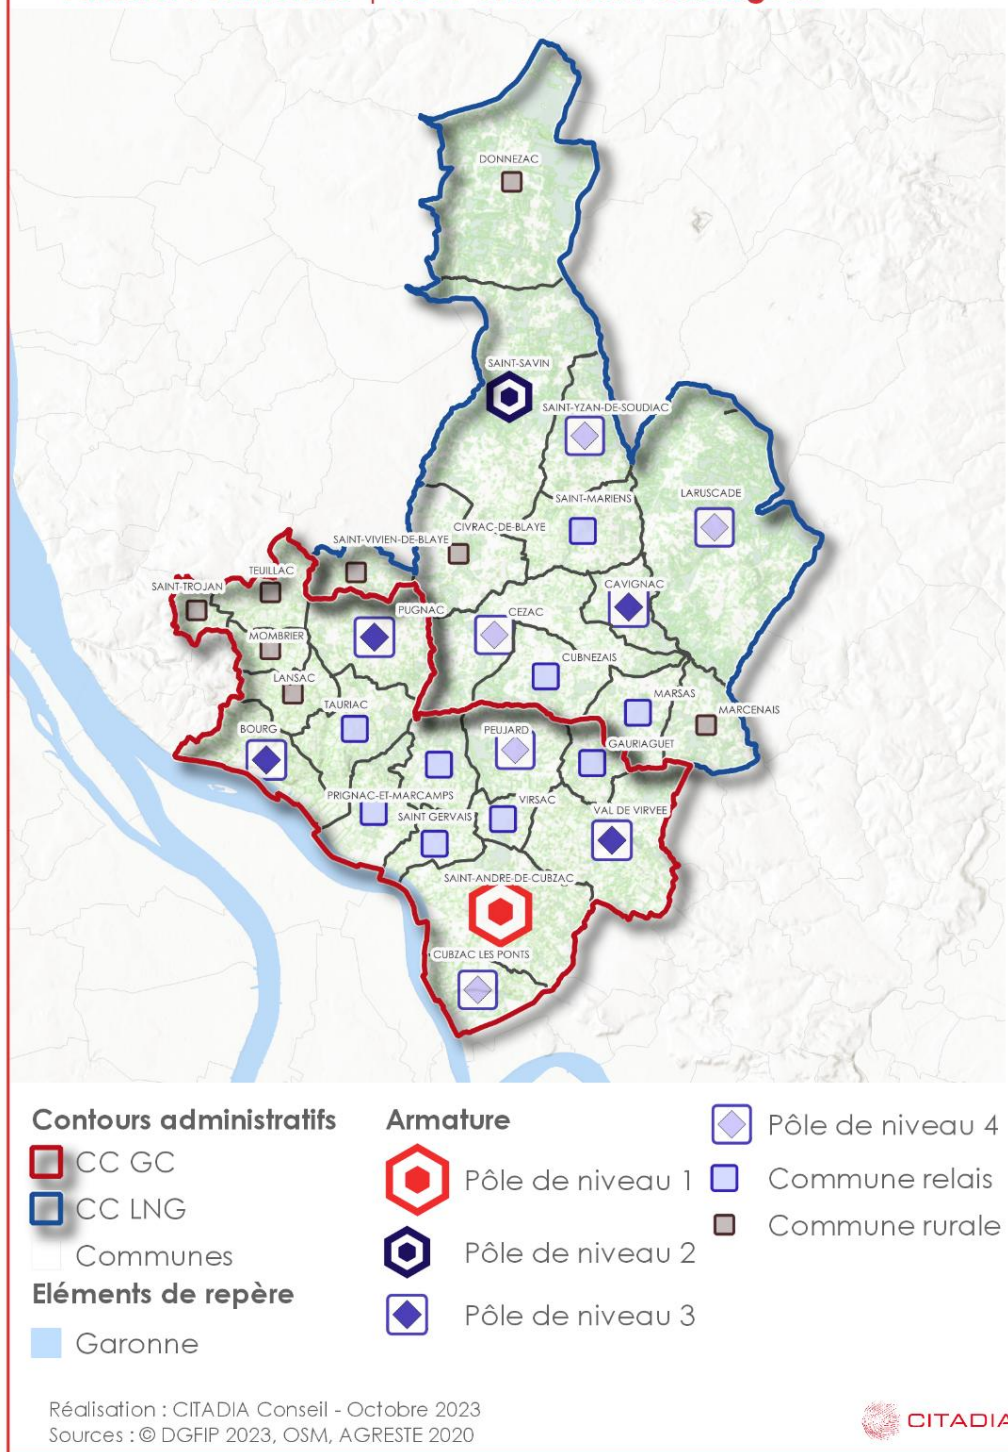 DONNEZAC
SAINT-SAVIN
SAINT-YZAN-DE-SOUDIAC
LARUSCADE
SAINT-MARIENS
CIVRAC-DE-BLAYE
SAINT-VIVIEN-DE-BLAYE
TEUILLAC
SAINT-TROJAN
CAVIGNAC
PUGNAC
CEZAC
MOMBRIER
CUBNEZAIS
LANSAC
MARSAS
TAURIAC
MARCENAIS
BOURG
PEUJARD
GAURIAGUET
PRIGNAC-ET-MARCAMPS
VIRSAC
VAL DE VIRVEE
SAINT GERVAIS
SAINT-ANDRE-DE-CUBZAC
CUBZAC LES PONTS
Contours administratifs
CC GC
CC LNG
Communes
Eléments de repère
Garonne
Armature
Pôle de niveau 1
Pôle de niveau 2
Pôle de niveau 3
Pôle de niveau 4
Commune relais
Commune rurale
Réalisation : CITADIA Conseil - Octobre 2023
Sources : © DGFIP 2023, OSM, AGRESTE 2020
CITADIA